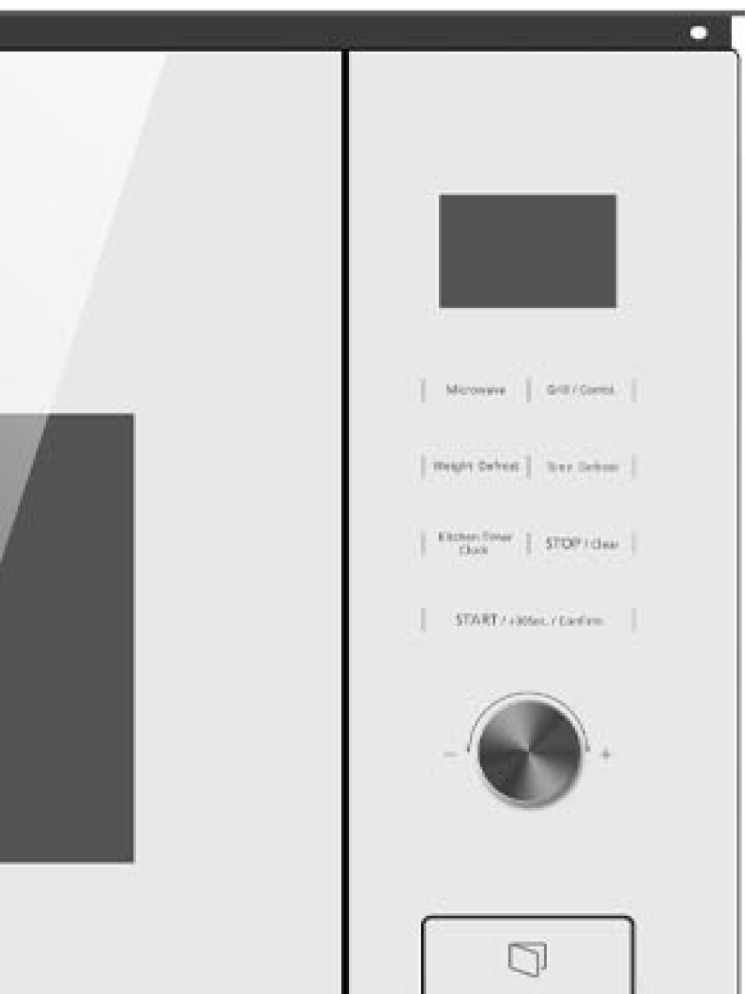 Microwave
Grill / Combi.
Weight Defrost
Time Defrost
Kitchen Timer
Clock
STOP / Clear
START / +30Sec. / Confirm
- +